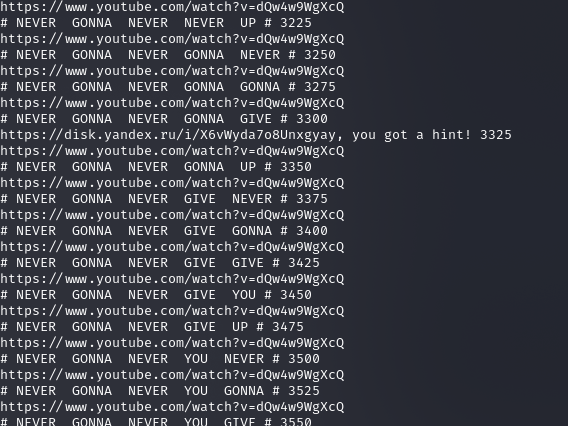 https://www.youtube.com/watch?v=dQw4w9WgXcQ
# NEVER  GONNA  NEVER  NEVER  UP # 3225
https://www.youtube.com/watch?v=dQw4w9WgXcQ
# NEVER  GONNA  NEVER  GONNA  NEVER # 3250
https://www.youtube.com/watch?v=dQw4w9WgXcQ
# NEVER  GONNA  NEVER  GONNA  GONNA # 3275
https://www.youtube.com/watch?v=dQw4w9WgXcQ
# NEVER  GONNA  NEVER  GONNA  GIVE # 3300
https://disk.yandex.ru/i/X6vWyda7o8Unxgyay, you got a hint! 3325
https://www.youtube.com/watch?v=dQw4w9WgXcQ
# NEVER  GONNA  NEVER  GONNA  UP # 3350
https://www.youtube.com/watch?v=dQw4w9WgXcQ
# NEVER  GONNA  NEVER  GIVE  NEVER # 3375
https://www.youtube.com/watch?v=dQw4w9WgXcQ
# NEVER  GONNA  NEVER  GIVE  GONNA # 3400
https://www.youtube.com/watch?v=dQw4w9WgXcQ
# NEVER  GONNA  NEVER  GIVE  GIVE # 3425
https://www.youtube.com/watch?v=dQw4w9WgXcQ
# NEVER  GONNA  NEVER  GIVE  YOU # 3450
https://www.youtube.com/watch?v=dQw4w9WgXcQ
# NEVER  GONNA  NEVER  GIVE  UP # 3475
https://www.youtube.com/watch?v=dQw4w9WgXcQ
# NEVER  GONNA  NEVER  YOU  NEVER # 3500
https://www.youtube.com/watch?v=dQw4w9WgXcQ
# NEVER  GONNA  NEVER  YOU  GONNA # 3525
https://www.youtube.com/watch?v=dQw4w9WgXcQ
# NEVER  GONNA  NEVER  YOU  GIVE # 3550